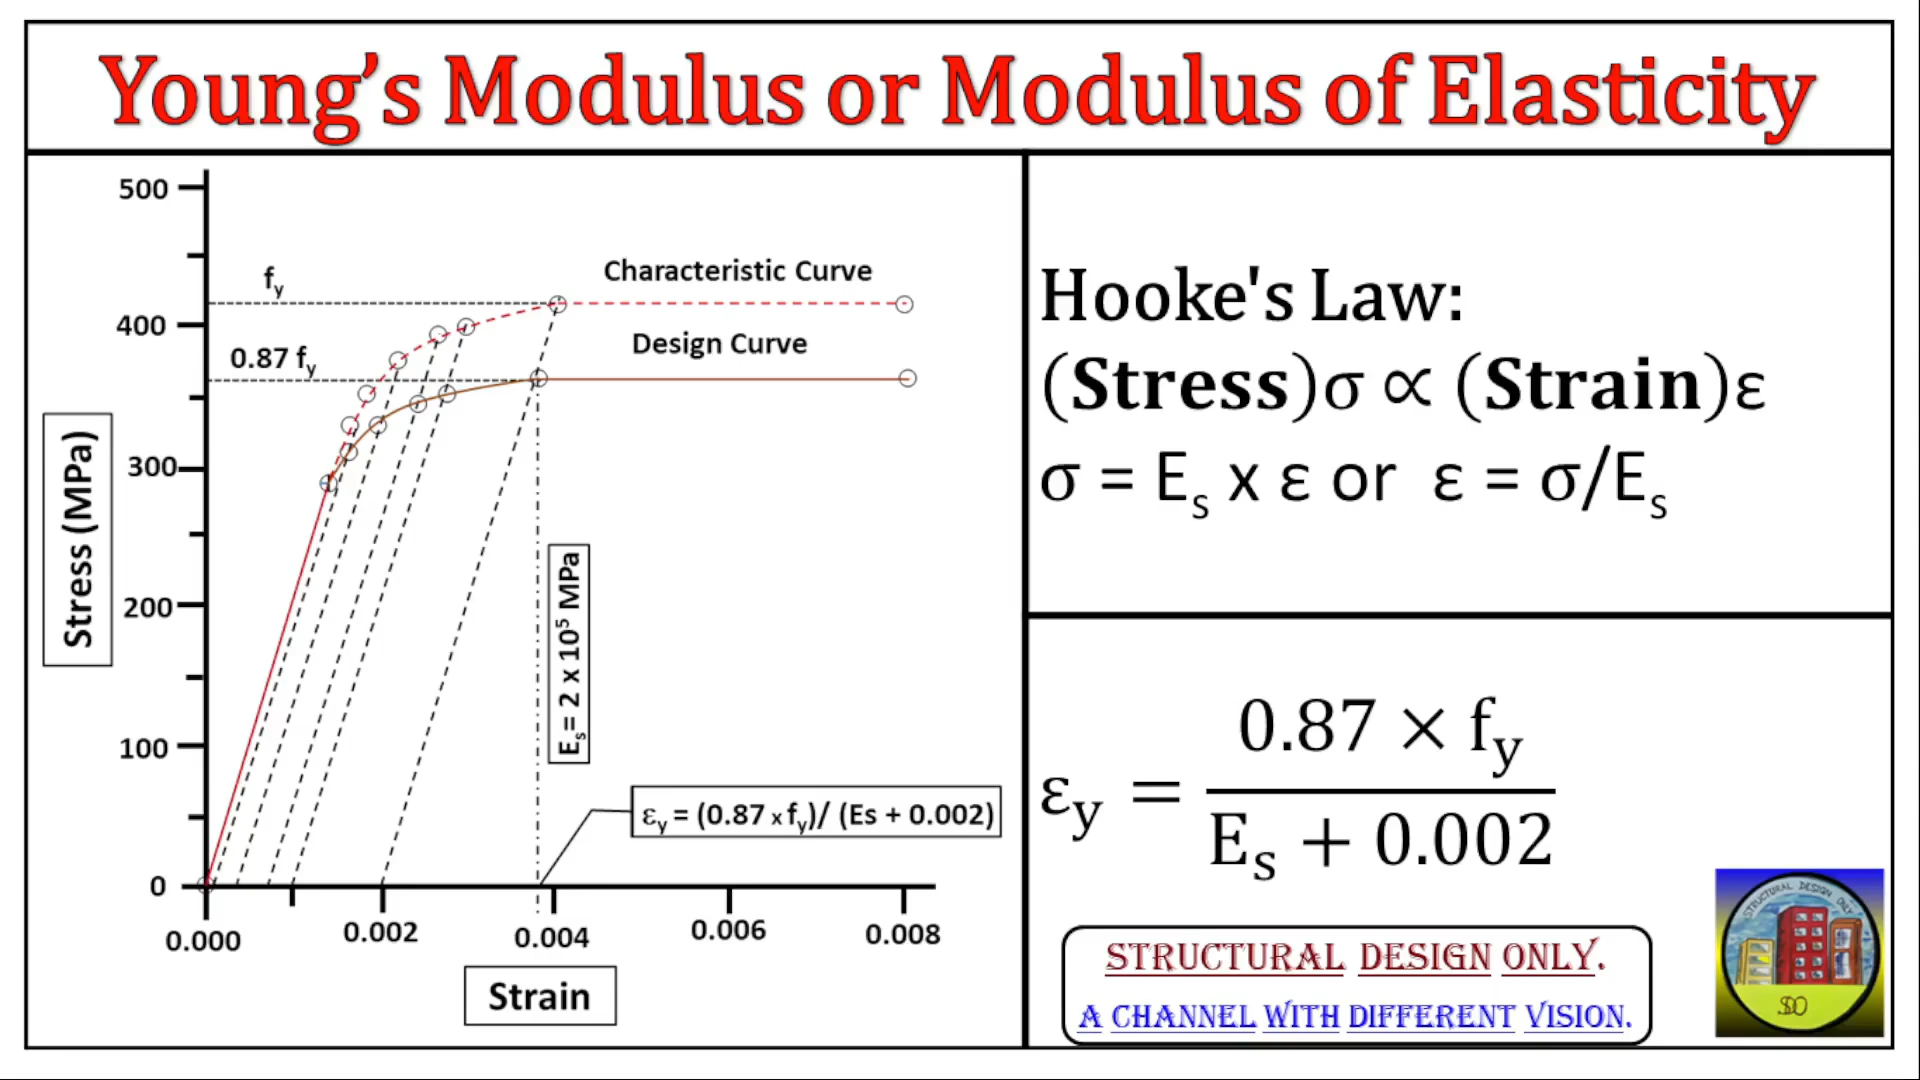 Young’s Modulus or Modulus of Elasticity
500
400
300
200
100
0
Stress (MPa)
fy
0.87 fy
Characteristic Curve
Design Curve
Es = 2 x 10⁵ MPa
εy = (0.87 x fy)/ (Es + 0.002)
0.000
0.002
0.004
0.006
0.008
Strain
Hooke's Law:
(Stress)σ ∝ (Strain)ε
σ = Es x ε or ε = σ/Es
εy = 0.87 × fy
Es + 0.002
STRUCTURAL DESIGN ONLY.
A CHANNEL WITH DIFFERENT VISION.
STRUCTURAL DESIGN ONLY
SDO